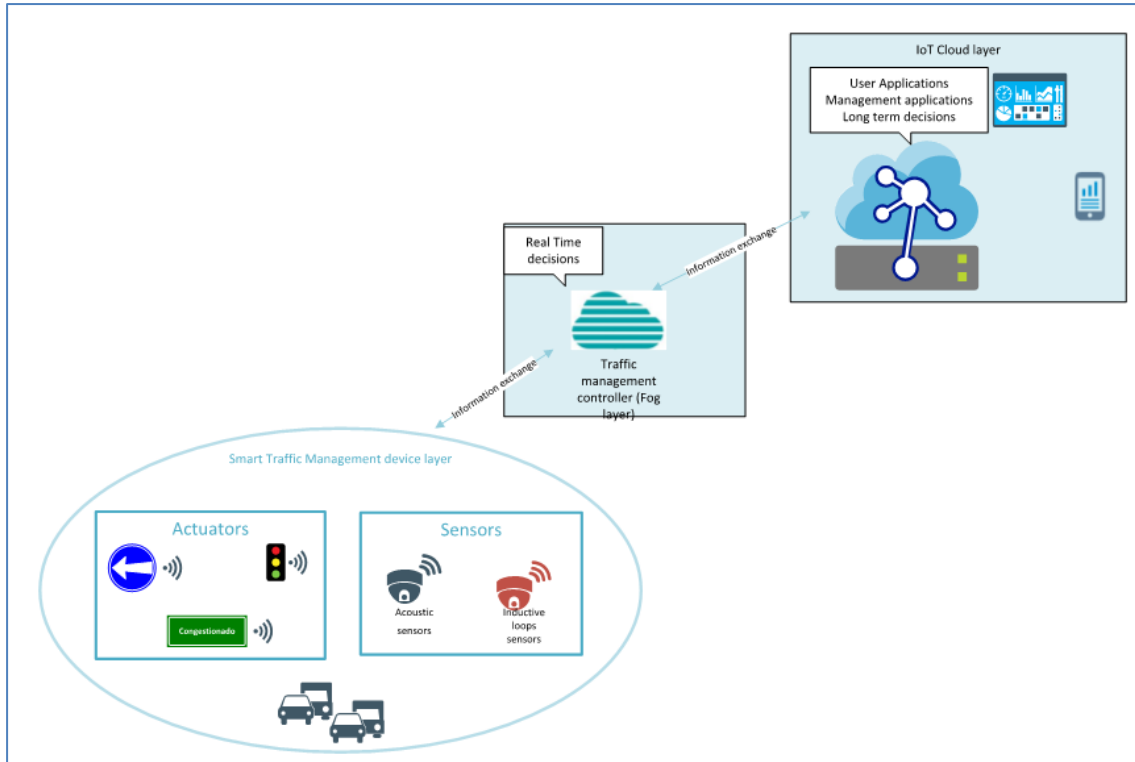 IoT Cloud layer
User Applications
Management applications
Long term decisions
Real Time
decisions
Information exchange
Traffic
management
controller (Fog
layer)
Information exchange
Smart Traffic Management device layer
Actuators
Sensors
Congestionado
Acoustic
sensors
Inductive
loops
sensors